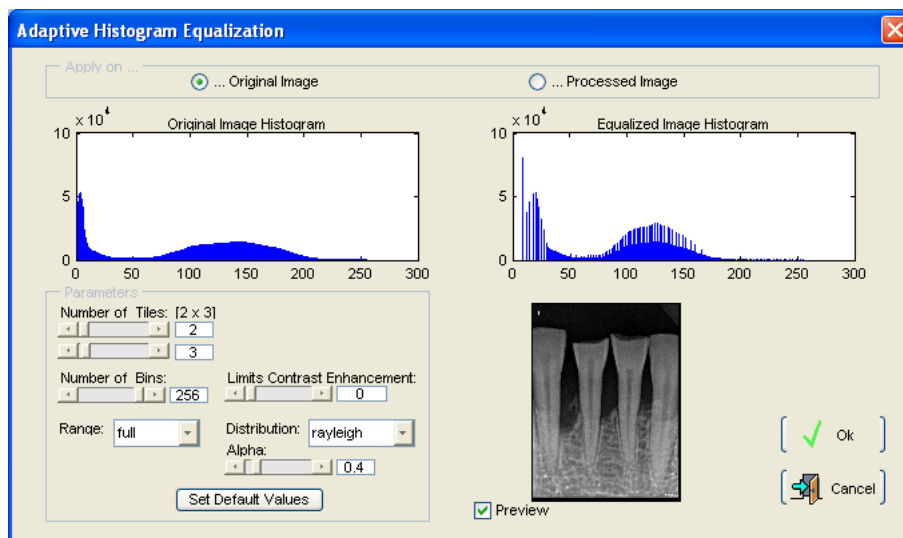 Adaptive Histogram Equalization
Apply on ...
... Original Image
... Processed Image
x 10^4 Original Image Histogram
10
5
0
0 50 100 150 200 250 300
x 10^4 Equalized Image Histogram
10
5
0
0 50 100 150 200 250 300
Parameters
Number of Tiles: [2 x 3]
2
3
Number of Bins:
256
Limits Contrast Enhancement:
0
Range: full
Distribution: rayleigh
Alpha:
0.4
Set Default Values
Preview
Ok
Cancel